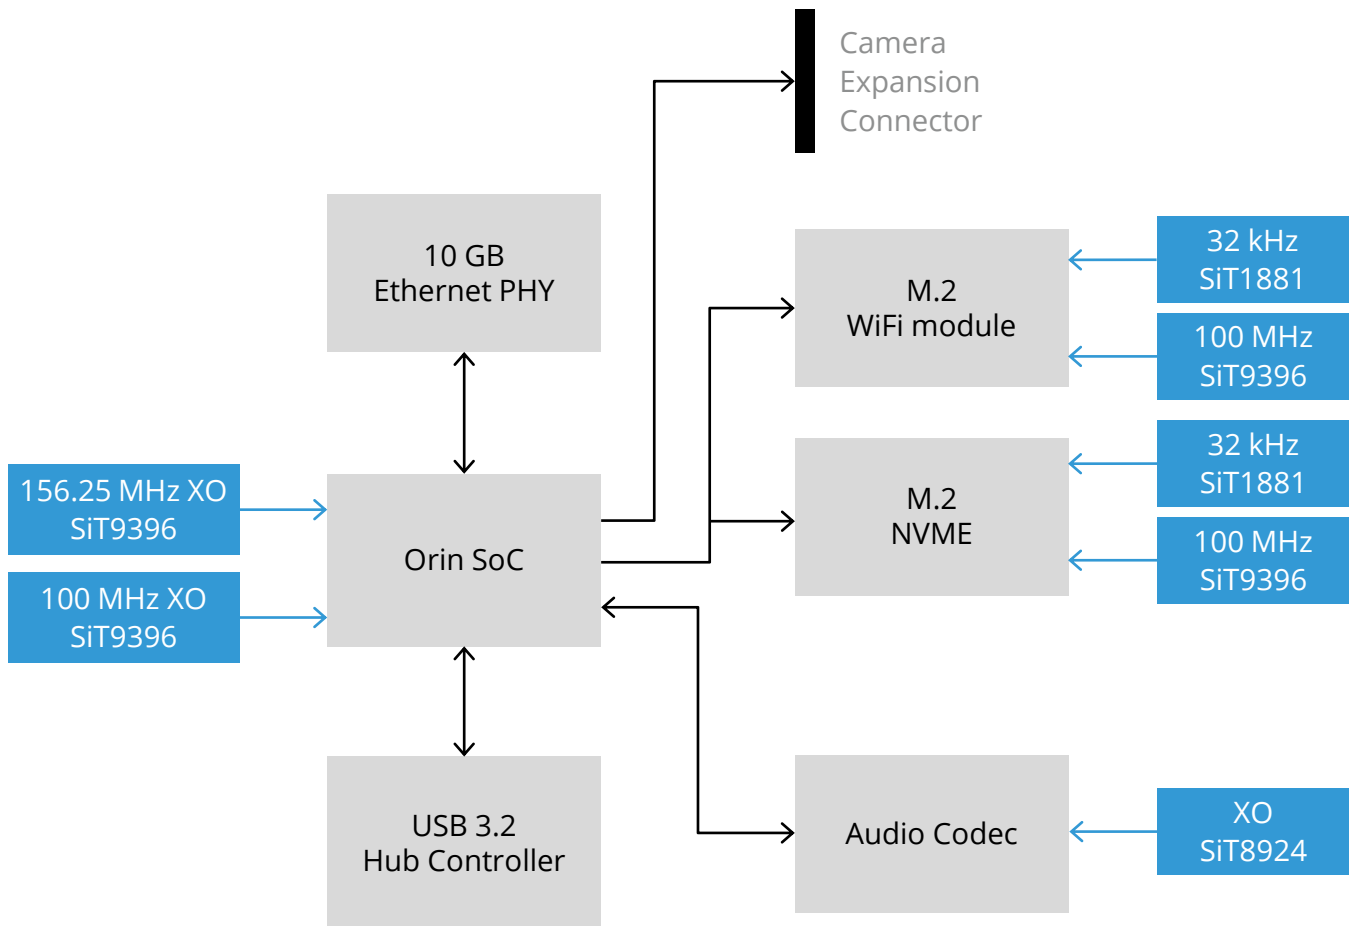 Camera
Expansion
Connector
10 GB
Ethernet PHY
M.2
WiFi module
32 kHz
SiT1881
100 MHz
SiT9396
156.25 MHz XO
SiT9396
100 MHz XO
SiT9396
Orin SoC
M.2
NVME
32 kHz
SiT1881
100 MHz
SiT9396
USB 3.2
Hub Controller
Audio Codec
XO
SiT8924